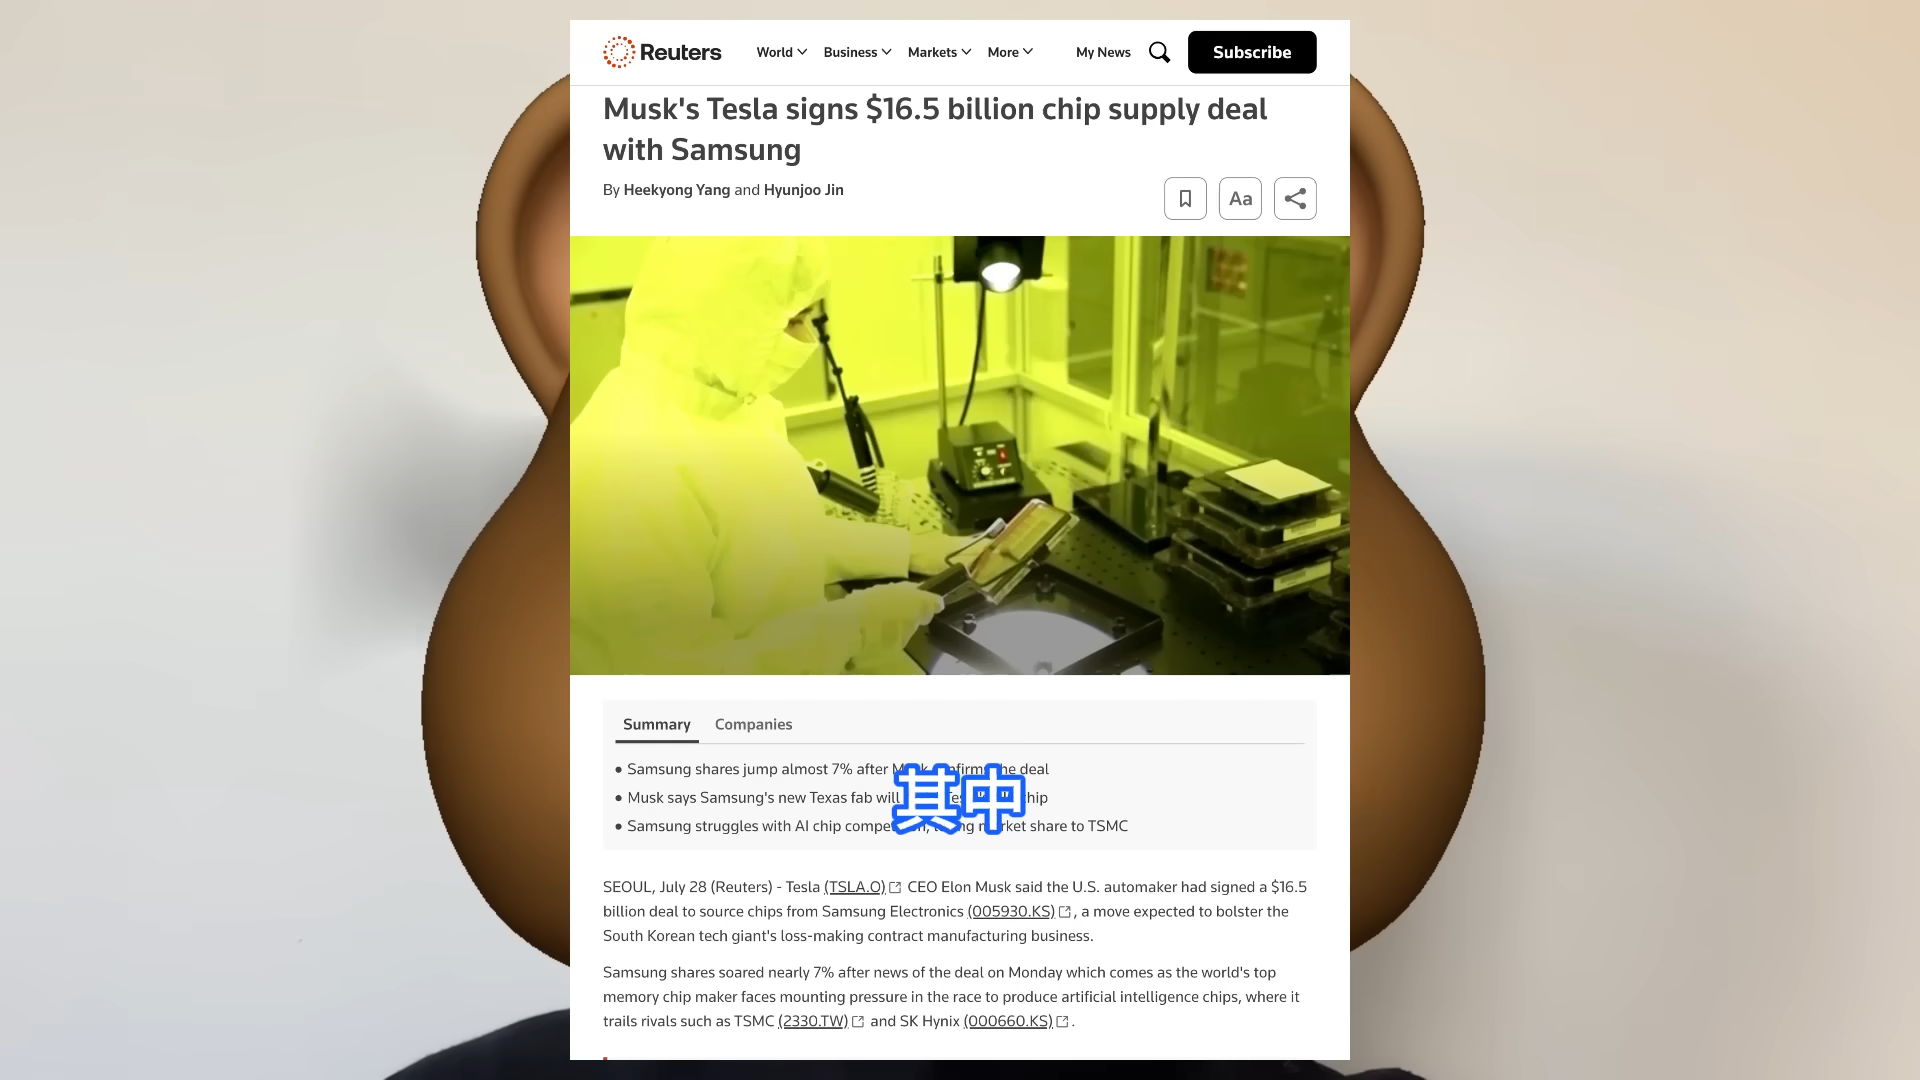 Reuters World Business Markets More My News Subscribe
Musk's Tesla signs $16.5 billion chip supply deal
with Samsung
By Heekyong Yang and Hyunjoo Jin
Aa
Summary Companies
Samsung shares jump almost 7% after the deal
Musk says Samsung's new Texas fab will
Samsung struggles with AI chip market share to TSMC
其中
SEOUL, July 28 (Reuters) - Tesla (TSLA.O) CEO Elon Musk said the U.S. automaker had signed a $16.5
billion deal to source chips from Samsung Electronics (005930.KS), a move expected to bolster the
South Korean tech giant's loss-making contract manufacturing business.
Samsung shares soared nearly 7% after news of the deal on Monday which comes as the world's top
memory chip maker faces mounting pressure in the race to produce artificial intelligence chips, where it
trails rivals such as TSMC (2330.TW) and SK Hynix (000660.KS).